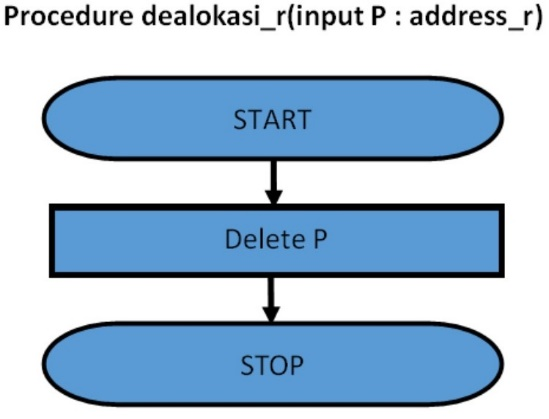 Procedure dealokasi_r(input P : address_r)
START
Delete P
STOP